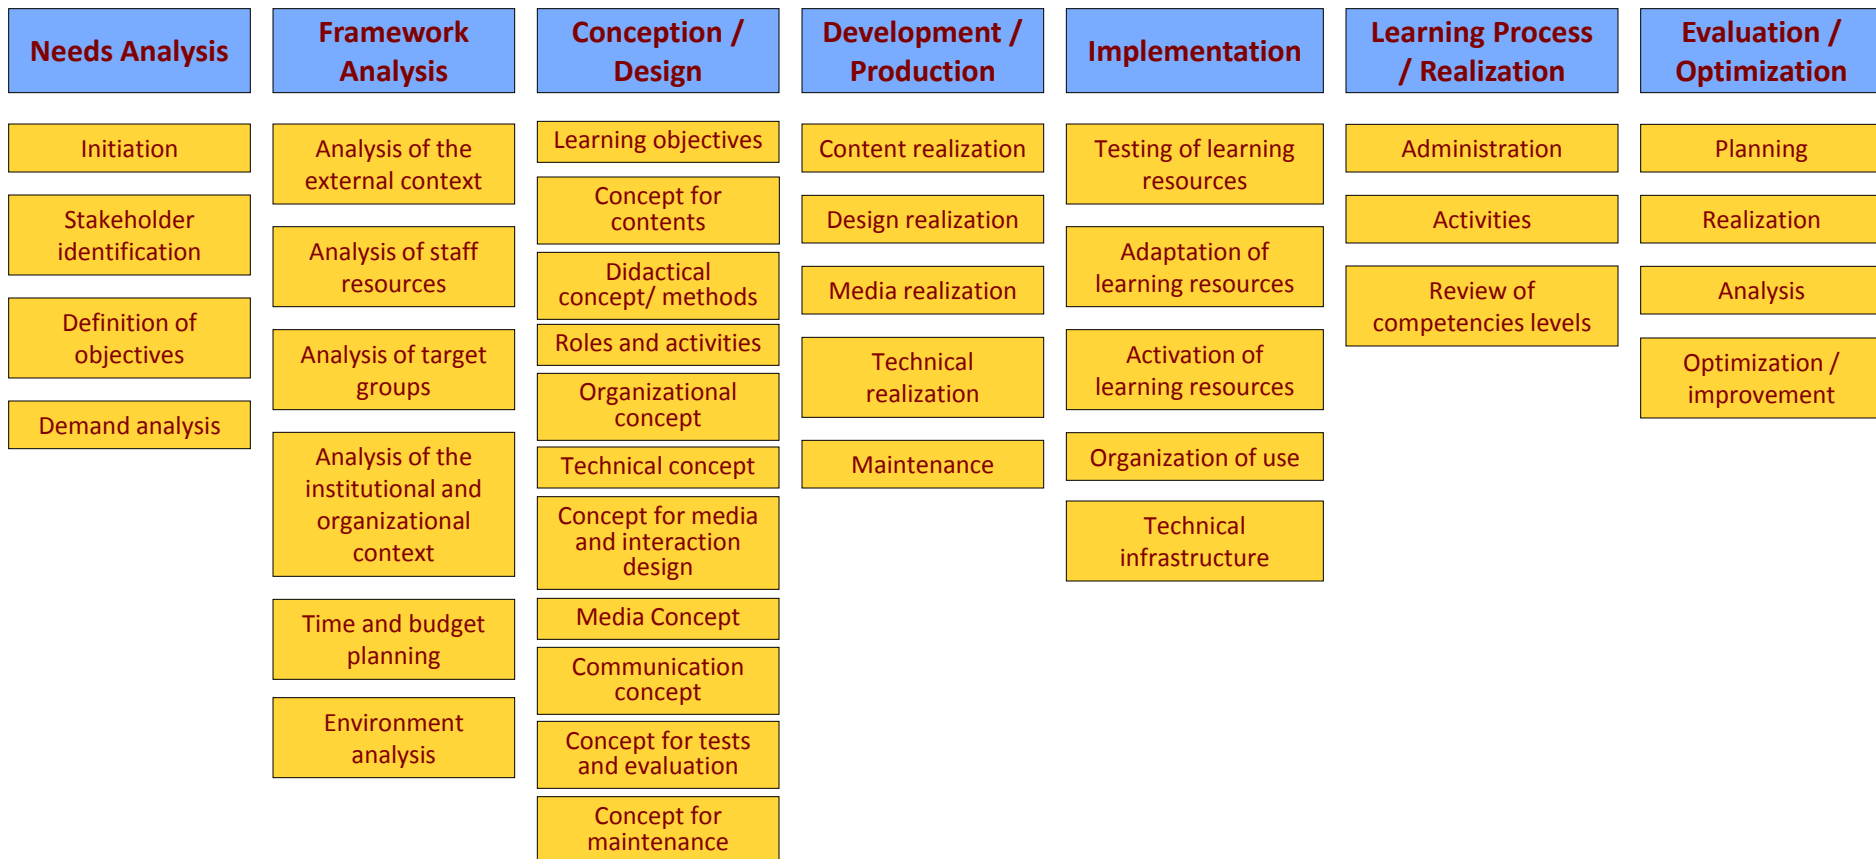 Needs Analysis
Initiation
Stakeholder
identification
Definition of
objectives
Demand analysis
Framework
Analysis
Analysis of the
external context
Analysis of staff
resources
Analysis of target
groups
Analysis of the
institutional and
organizational
context
Time and budget
planning
Environment
analysis
Conception /
Design
Learning objectives
Concept for
contents
Didactical
concept/ methods
Roles and activities
Organizational
concept
Technical concept
Concept for media
and interaction
design
Media Concept
Communication
concept
Concept for tests
and evaluation
Concept for
maintenance
Development /
Production
Content realization
Design realization
Media realization
Technical
realization
Maintenance
Implementation
Testing of learning
resources
Adaptation of
learning resources
Activation of
learning resources
Organization of use
Technical
infrastructure
Learning Process
/ Realization
Administration
Activities
Review of
competencies levels
Evaluation /
Optimization
Planning
Realization
Analysis
Optimization /
improvement